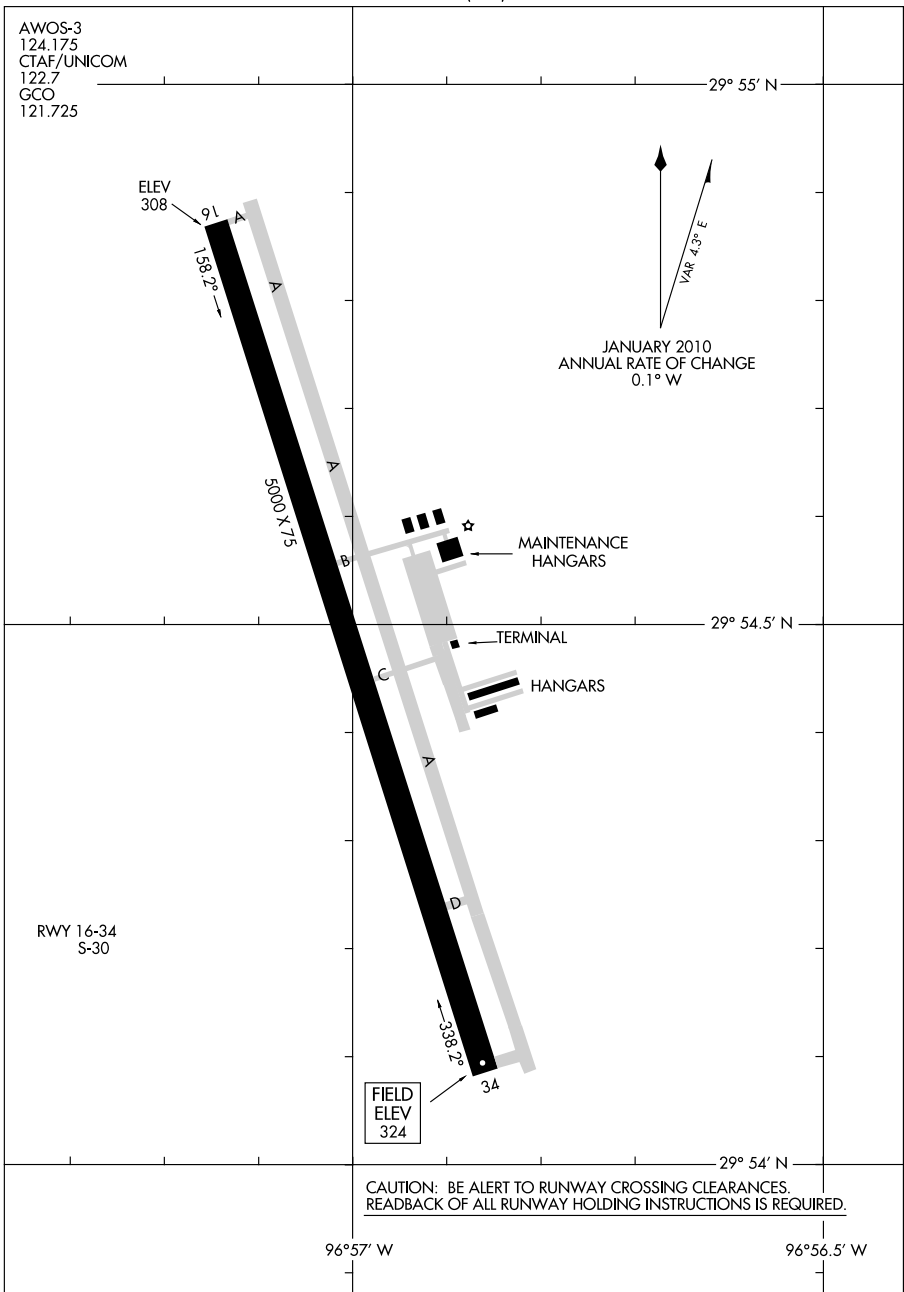 AWOS-3
124.175
CTAF/UNICOM
122.7
GCO
121.725
29° 55' N
ELEV
308
16
A
158.2°
A
VAR 4.3° E
JANUARY 2010
ANNUAL RATE OF CHANGE
0.1° W
A
5000 X 75
B
MAINTENANCE
HANGARS
29° 54.5' N
TERMINAL
C
HANGARS
A
D
RWY 16-34
S-30
338.2°
34
FIELD
ELEV
324
29° 54' N
CAUTION: BE ALERT TO RUNWAY CROSSING CLEARANCES.
READBACK OF ALL RUNWAY HOLDING INSTRUCTIONS IS REQUIRED.
96°57' W
96°56.5' W